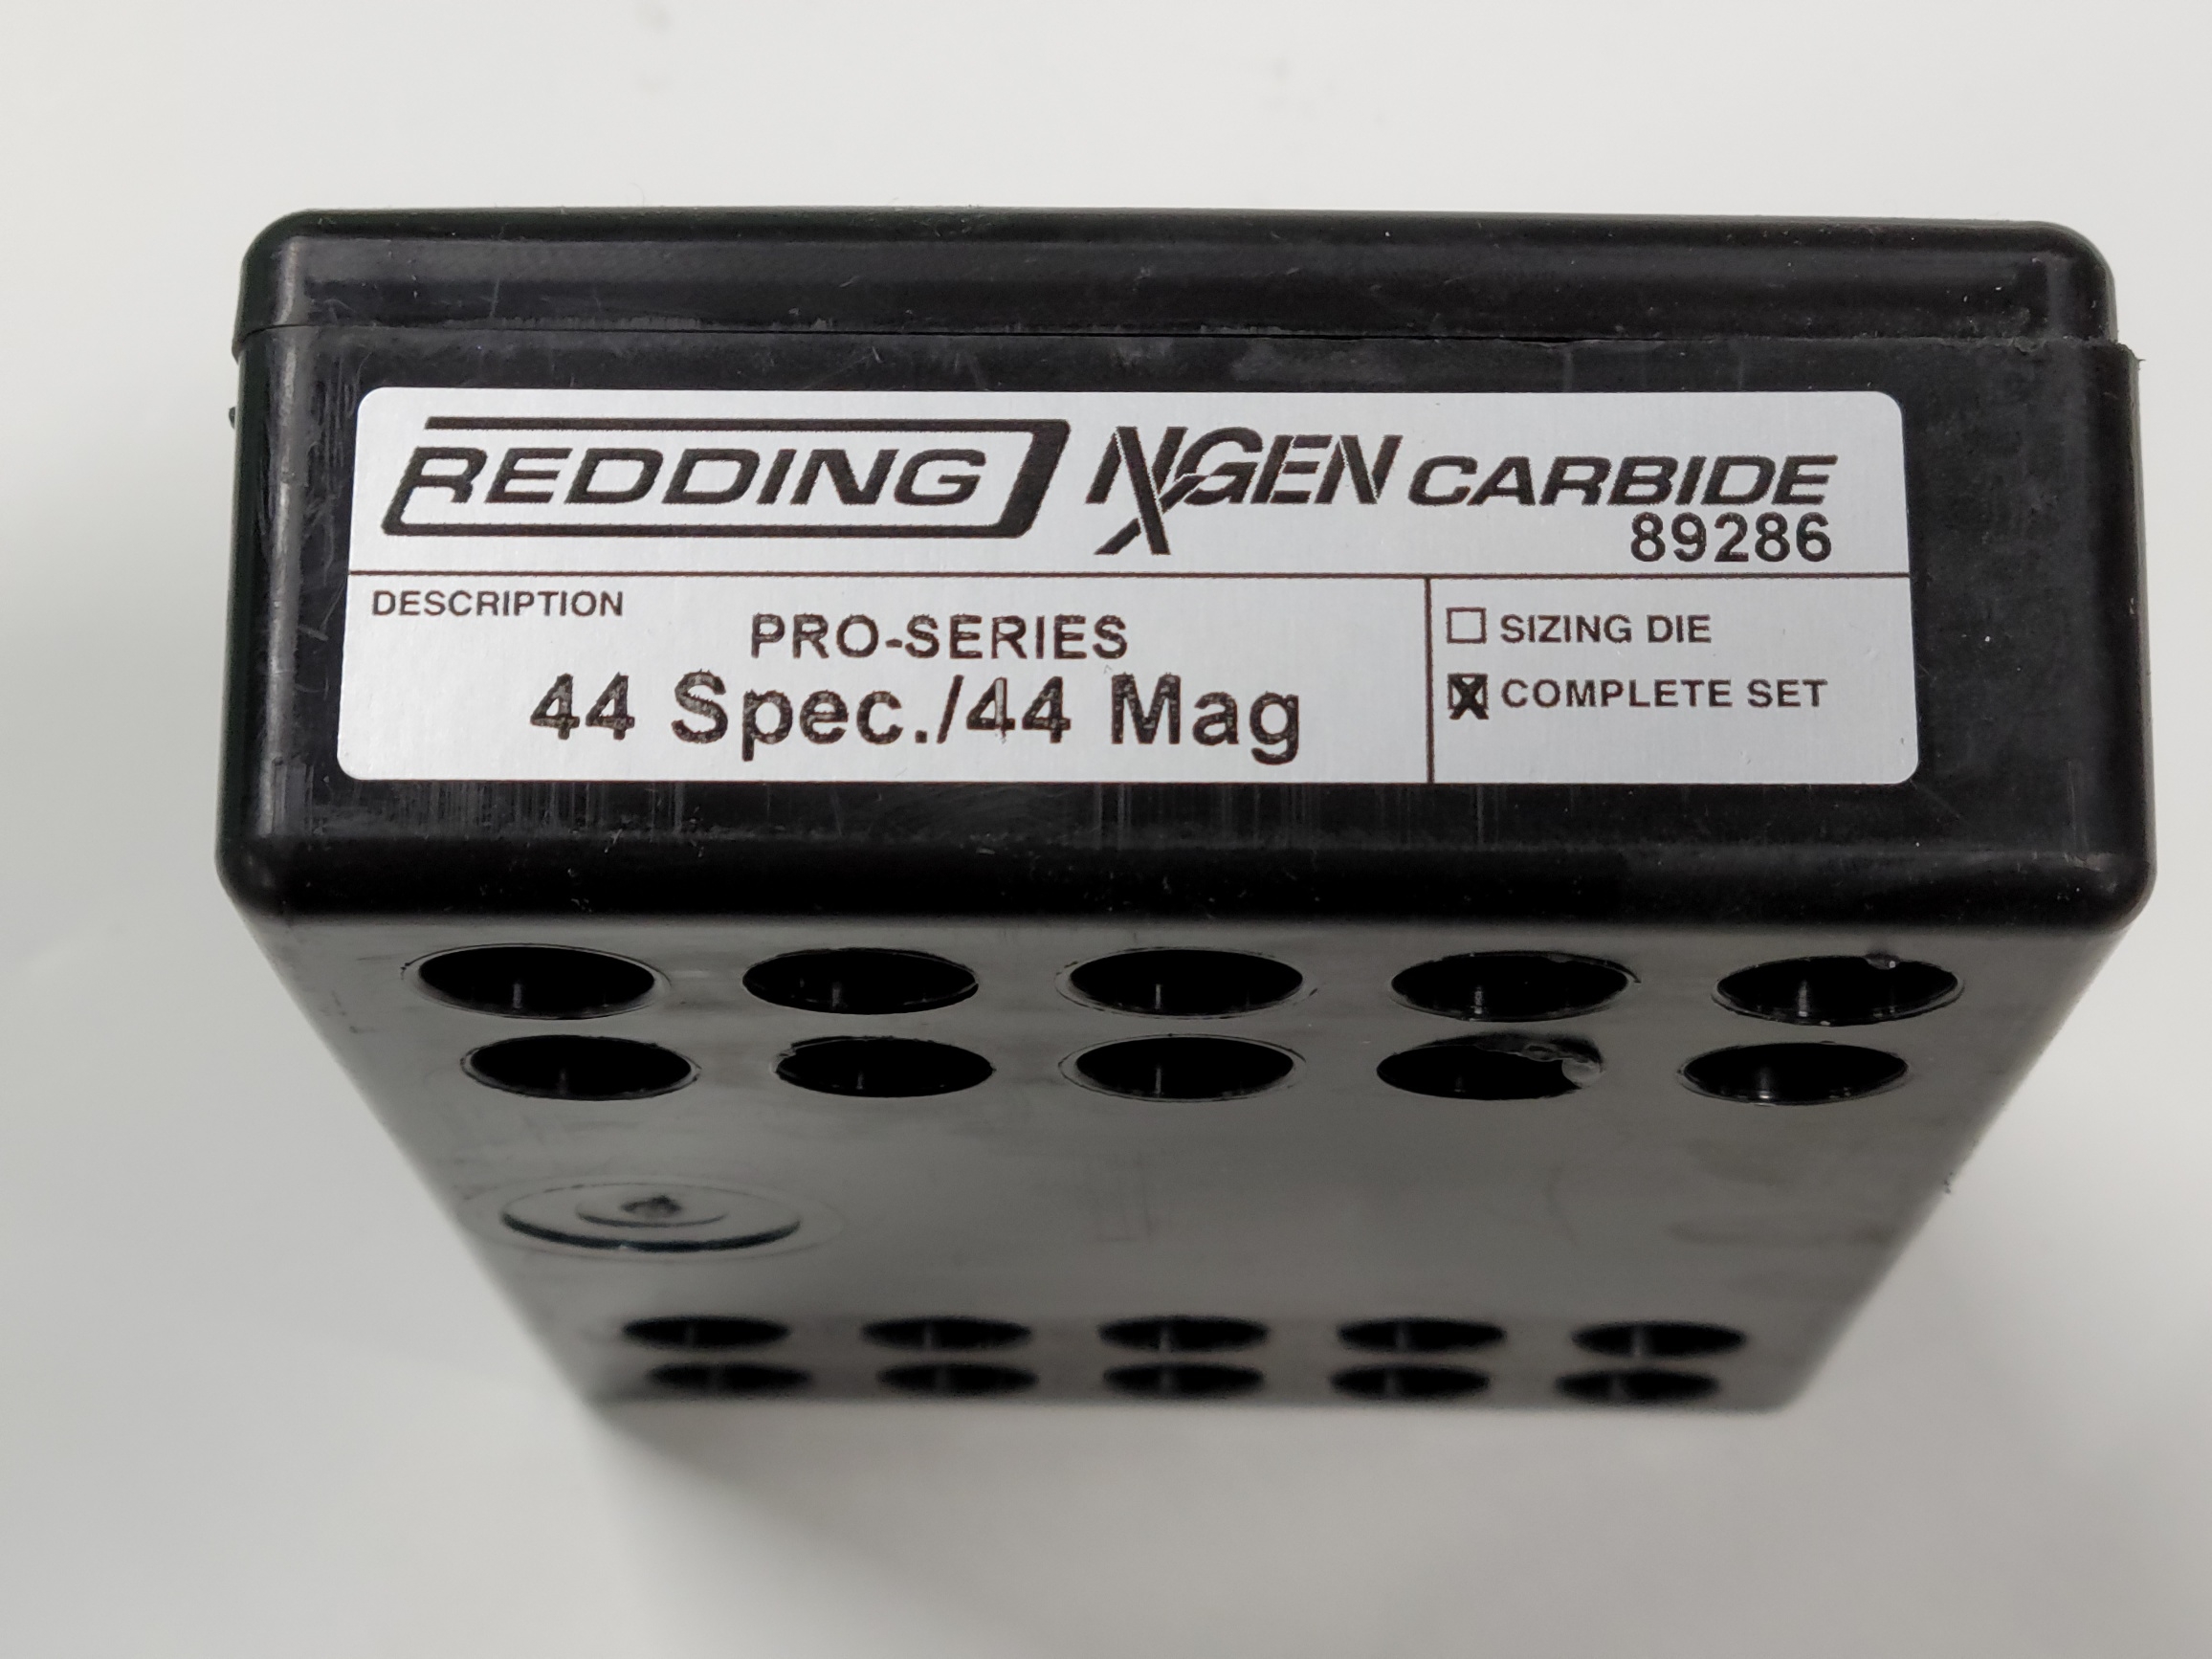 REDDING NXGEN CARBIDE
89286
DESCRIPTION
PRO-SERIES
44 Spec./44 Mag
SIZING DIE
X COMPLETE SET